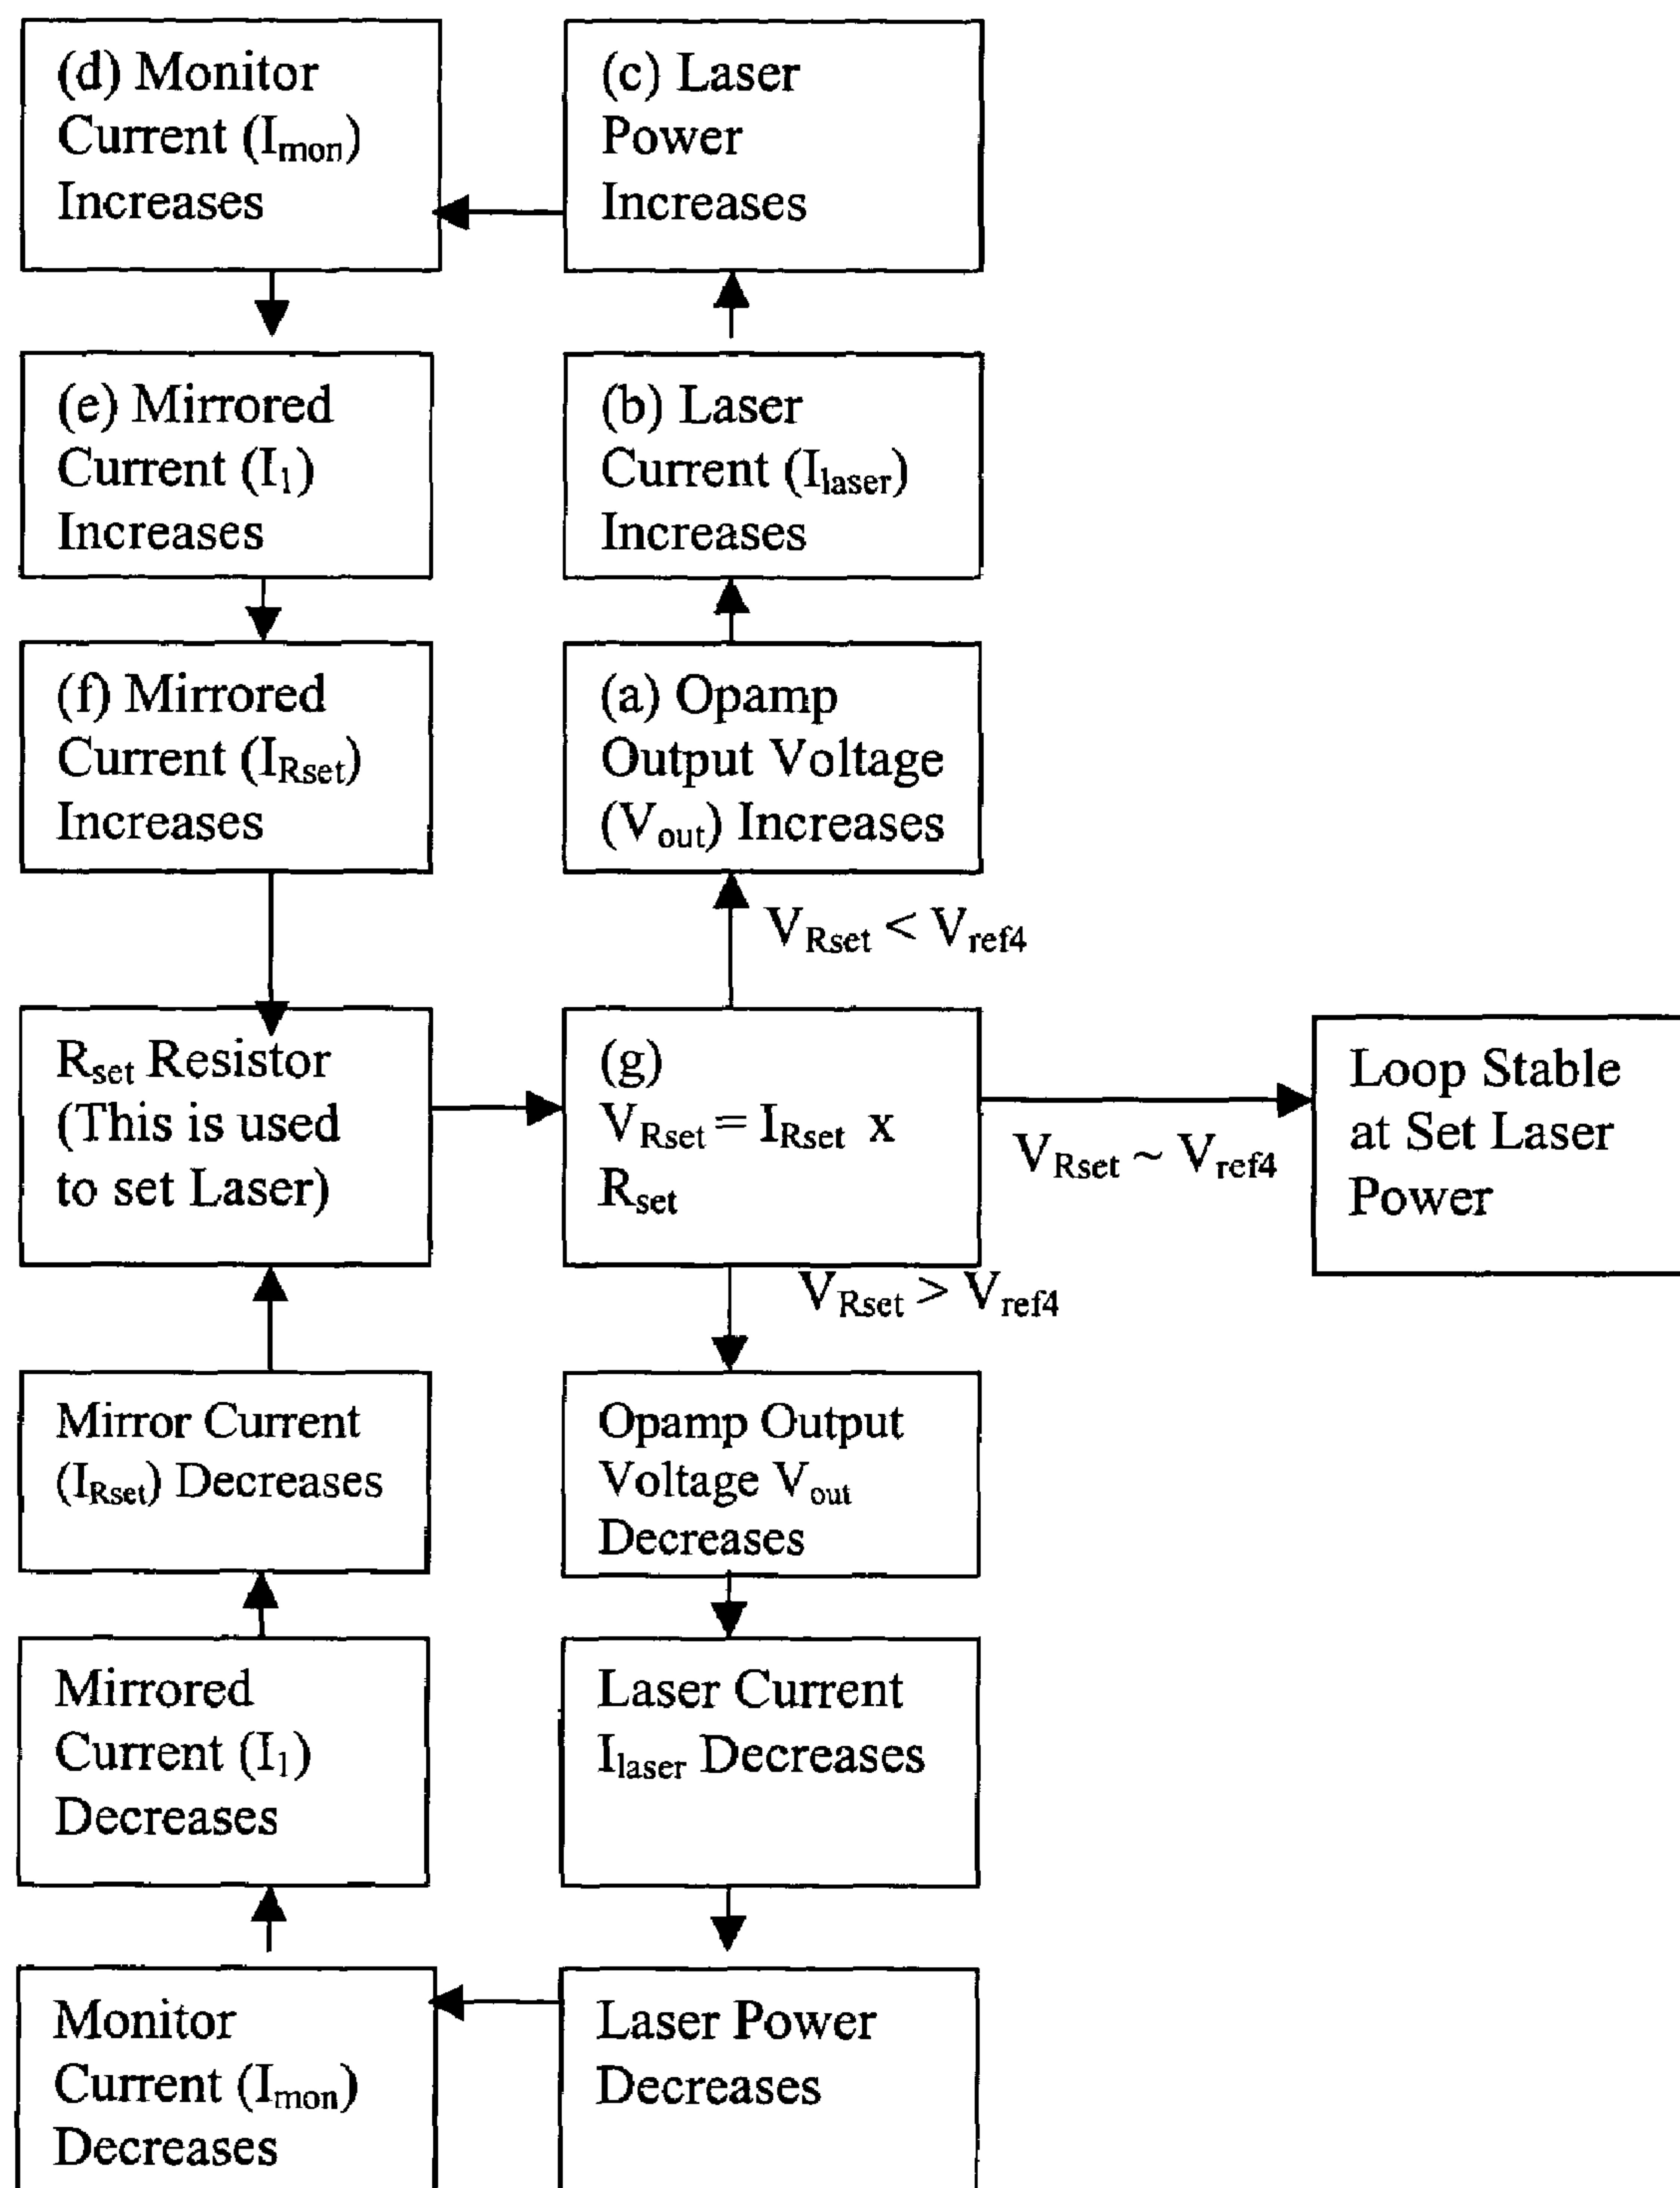 (d) Monitor
Current (Imon)
Increases
(c) Laser
Power
Increases
(e) Mirrored
Current (I1)
Increases
(b) Laser
Current (Ilaser)
Increases
(f) Mirrored
Current (IRset)
Increases
(a) Opamp
Output Voltage
(Vout) Increases
VRset < Vref4
Rset Resistor
(This is used
to set Laser)
(g)
VRset = IRset x
Rset
VRset ~ Vref4
Loop Stable
at Set Laser
Power
VRset > Vref4
Mirror Current
(IRset) Decreases
Opamp Output
Voltage Vout
Decreases
Mirrored
Current (I1)
Decreases
Laser Current
Ilaser Decreases
Monitor
Current (Imon)
Decreases
Laser Power
Decreases